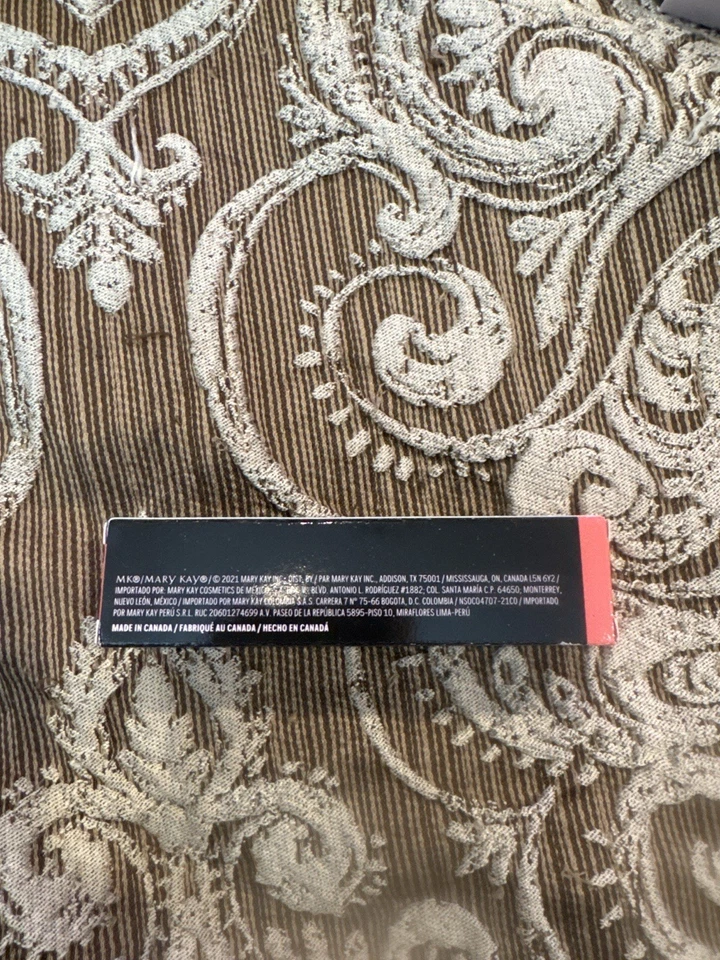 MK®/MARY KAY®/© 2021 MARY KAY INC. DIST. BY / PAR MARY KAY INC., ADDISON, TX 75001 / MISSISSAUGA, ON, CANADA L5N 6Y2 /
IMPORTADO POR: MARY KAY COSMETICS DE MÉXICO, S.A. BLVD. ANTONIO L. RODRÍGUEZ #1882, COL. SANTA MARÍA C.P. 64650, MONTERREY,
NUEVO LEÓN, MÉXICO / IMPORTADO POR MARY KAY COLOMBIA S.A.S. CARRERA 7 N° 75-66 BOGOTA, D.C. COLOMBIA / NSOC04707-21CO / IMPORTADO
POR MARY KAY PERÚ S.R.L. RUC 20601274699 A.V. PASEO DE LA REPÚBLICA 5895-PISO 10, MIRAFLORES LIMA-PERÚ
MADE IN CANADA / FABRIQUÉ AU CANADA / HECHO EN CANADÁ